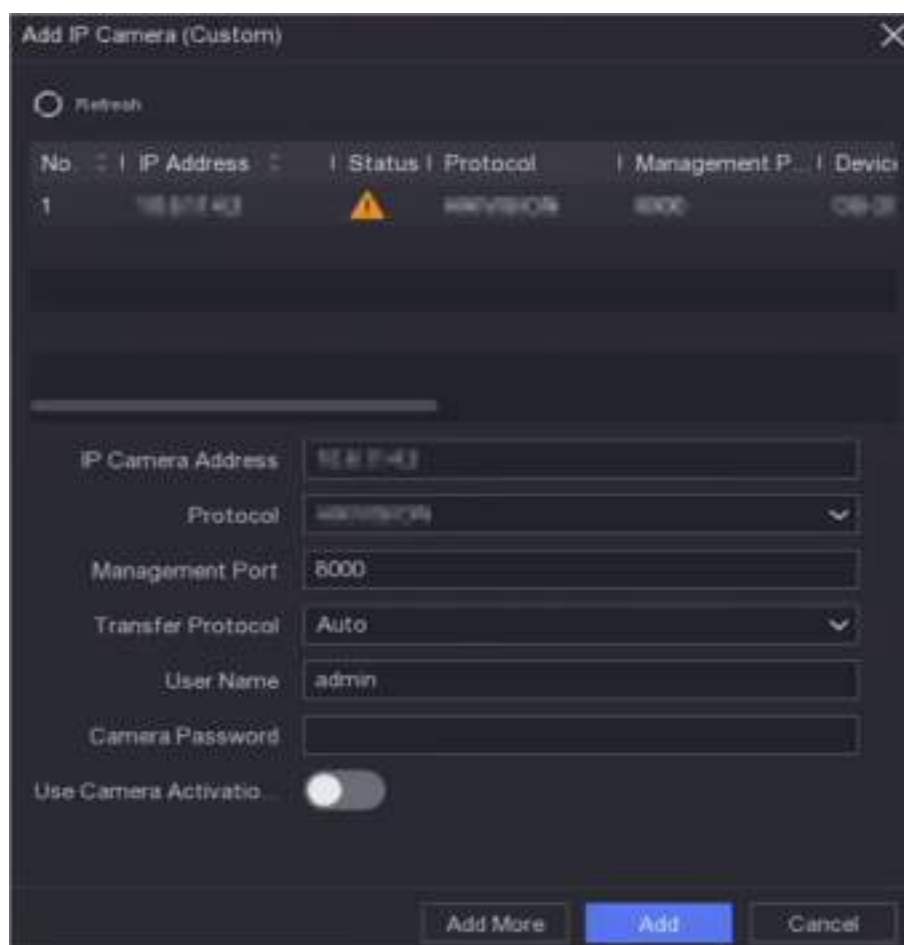 Add IP Camera (Custom)
Refresh
No. IP Address Status Protocol Management P... Device
1
IP Camera Address
Protocol
Management Port 8000
Transfer Protocol Auto
User Name admin
Camera Password
Use Camera Activatio...
Add More Add Cancel